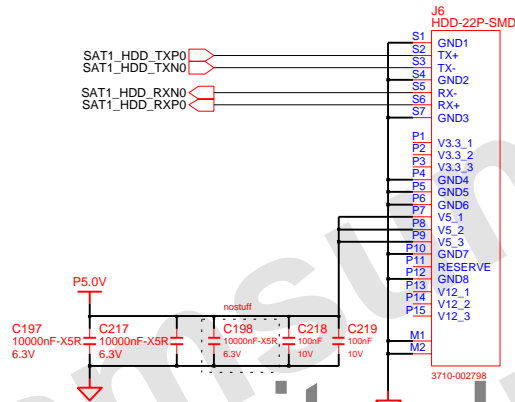 J6
HDD-22P-SMD
S1 GND1
SAT1_HDD_TXP0 S2 TX+
SAT1_HDD_TXN0 S3 TX-
S4 GND2
SAT1_HDD_RXN0 S5 RX-
SAT1_HDD_RXP0 S6 RX+
S7 GND3
P1 V3.3_1
P2 V3.3_2
P3 V3.3_3
P4 GND4
P5 GND5
P6 GND6
P7 V5_1
P8 V5_2
P9 V5_3
P10 GND7
P11 RESERVE
P12 GND8
P13 V12_1
P14 V12_2
P15 V12_3
M1
M2
3710-002798
P5.0V
nostuff
C197 C217 C198 C218 C219
10000nF-X5R 10000nF-X5R 10000nF-X5R 100nF 100nF
6.3V 6.3V 6.3V 10V 10V